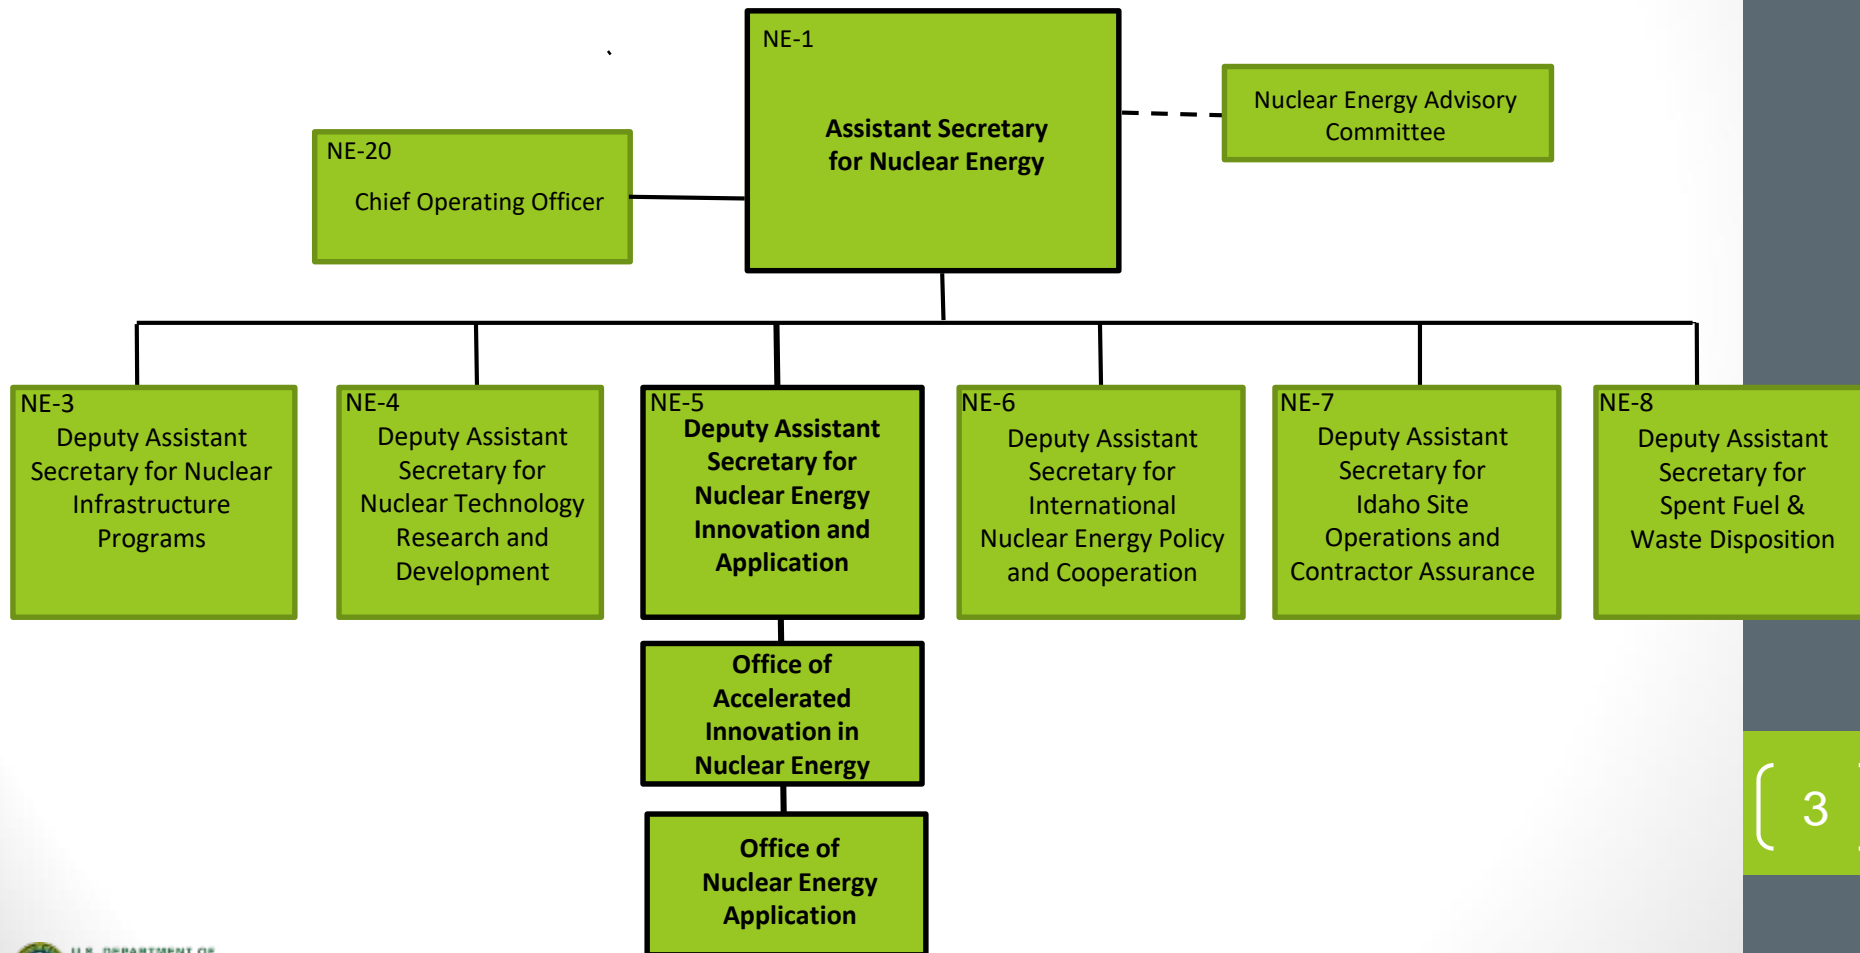 NE-1
Assistant Secretary
for Nuclear Energy
Nuclear Energy Advisory
Committee
NE-20
Chief Operating Officer
NE-3
Deputy Assistant
Secretary for Nuclear
Infrastructure
Programs
NE-4
Deputy Assistant
Secretary for
Nuclear Technology
Research and
Development
NE-5
Deputy Assistant
Secretary for
Nuclear Energy
Innovation and
Application
NE-6
Deputy Assistant
Secretary for
International
Nuclear Energy Policy
and Cooperation
NE-7
Deputy Assistant
Secretary for
Idaho Site
Operations and
Contractor Assurance
NE-8
Deputy Assistant
Secretary for
Spent Fuel &
Waste Disposition
Office of
Accelerated
Innovation in
Nuclear Energy
Office of
Nuclear Energy
Application
3
U.S. DEPARTMENT OF